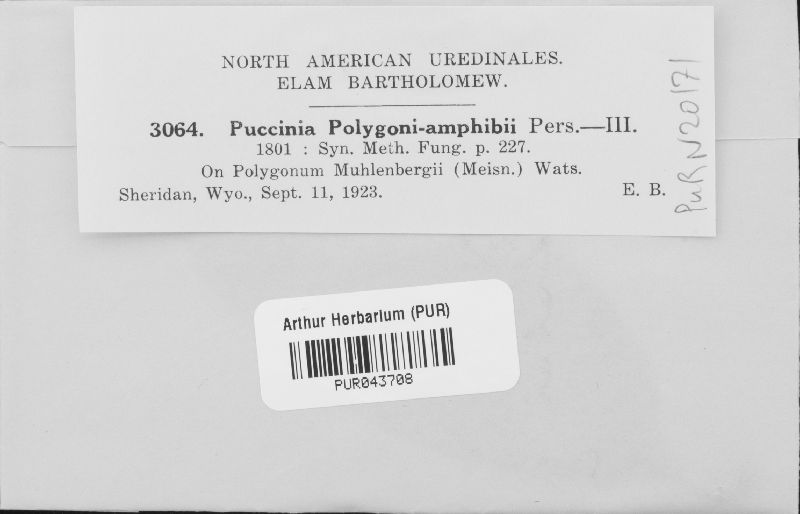 NORTH AMERICAN UREDINALES.
ELAM BARTHOLOMEW.
3064. Puccinia Polygoni-amphibii Pers.—III.
1801 : Syn. Meth. Fung. p. 227.
On Polygonum Muhlenbergii (Meisn.) Wats.
Sheridan, Wyo., Sept. 11, 1923. E. B.
PUR N20171
Arthur Herbarium (PUR)
PUR043708